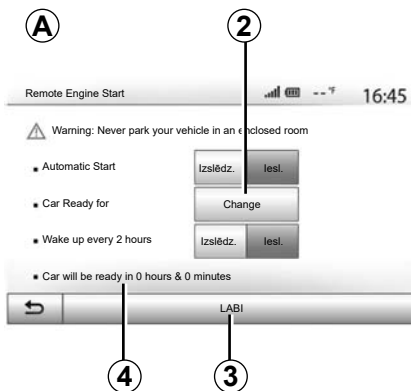 A
2
Remote Engine Start
--°F
16:45
Warning: Never park your vehicle in an enclosed room
Automatic Start
Izslēdz.
Iesl.
Car Ready for
Change
Wake up every 2 hours
Izslēdz.
Iesl.
Car will be ready in 0 hours & 0 minutes
LABI
4
3